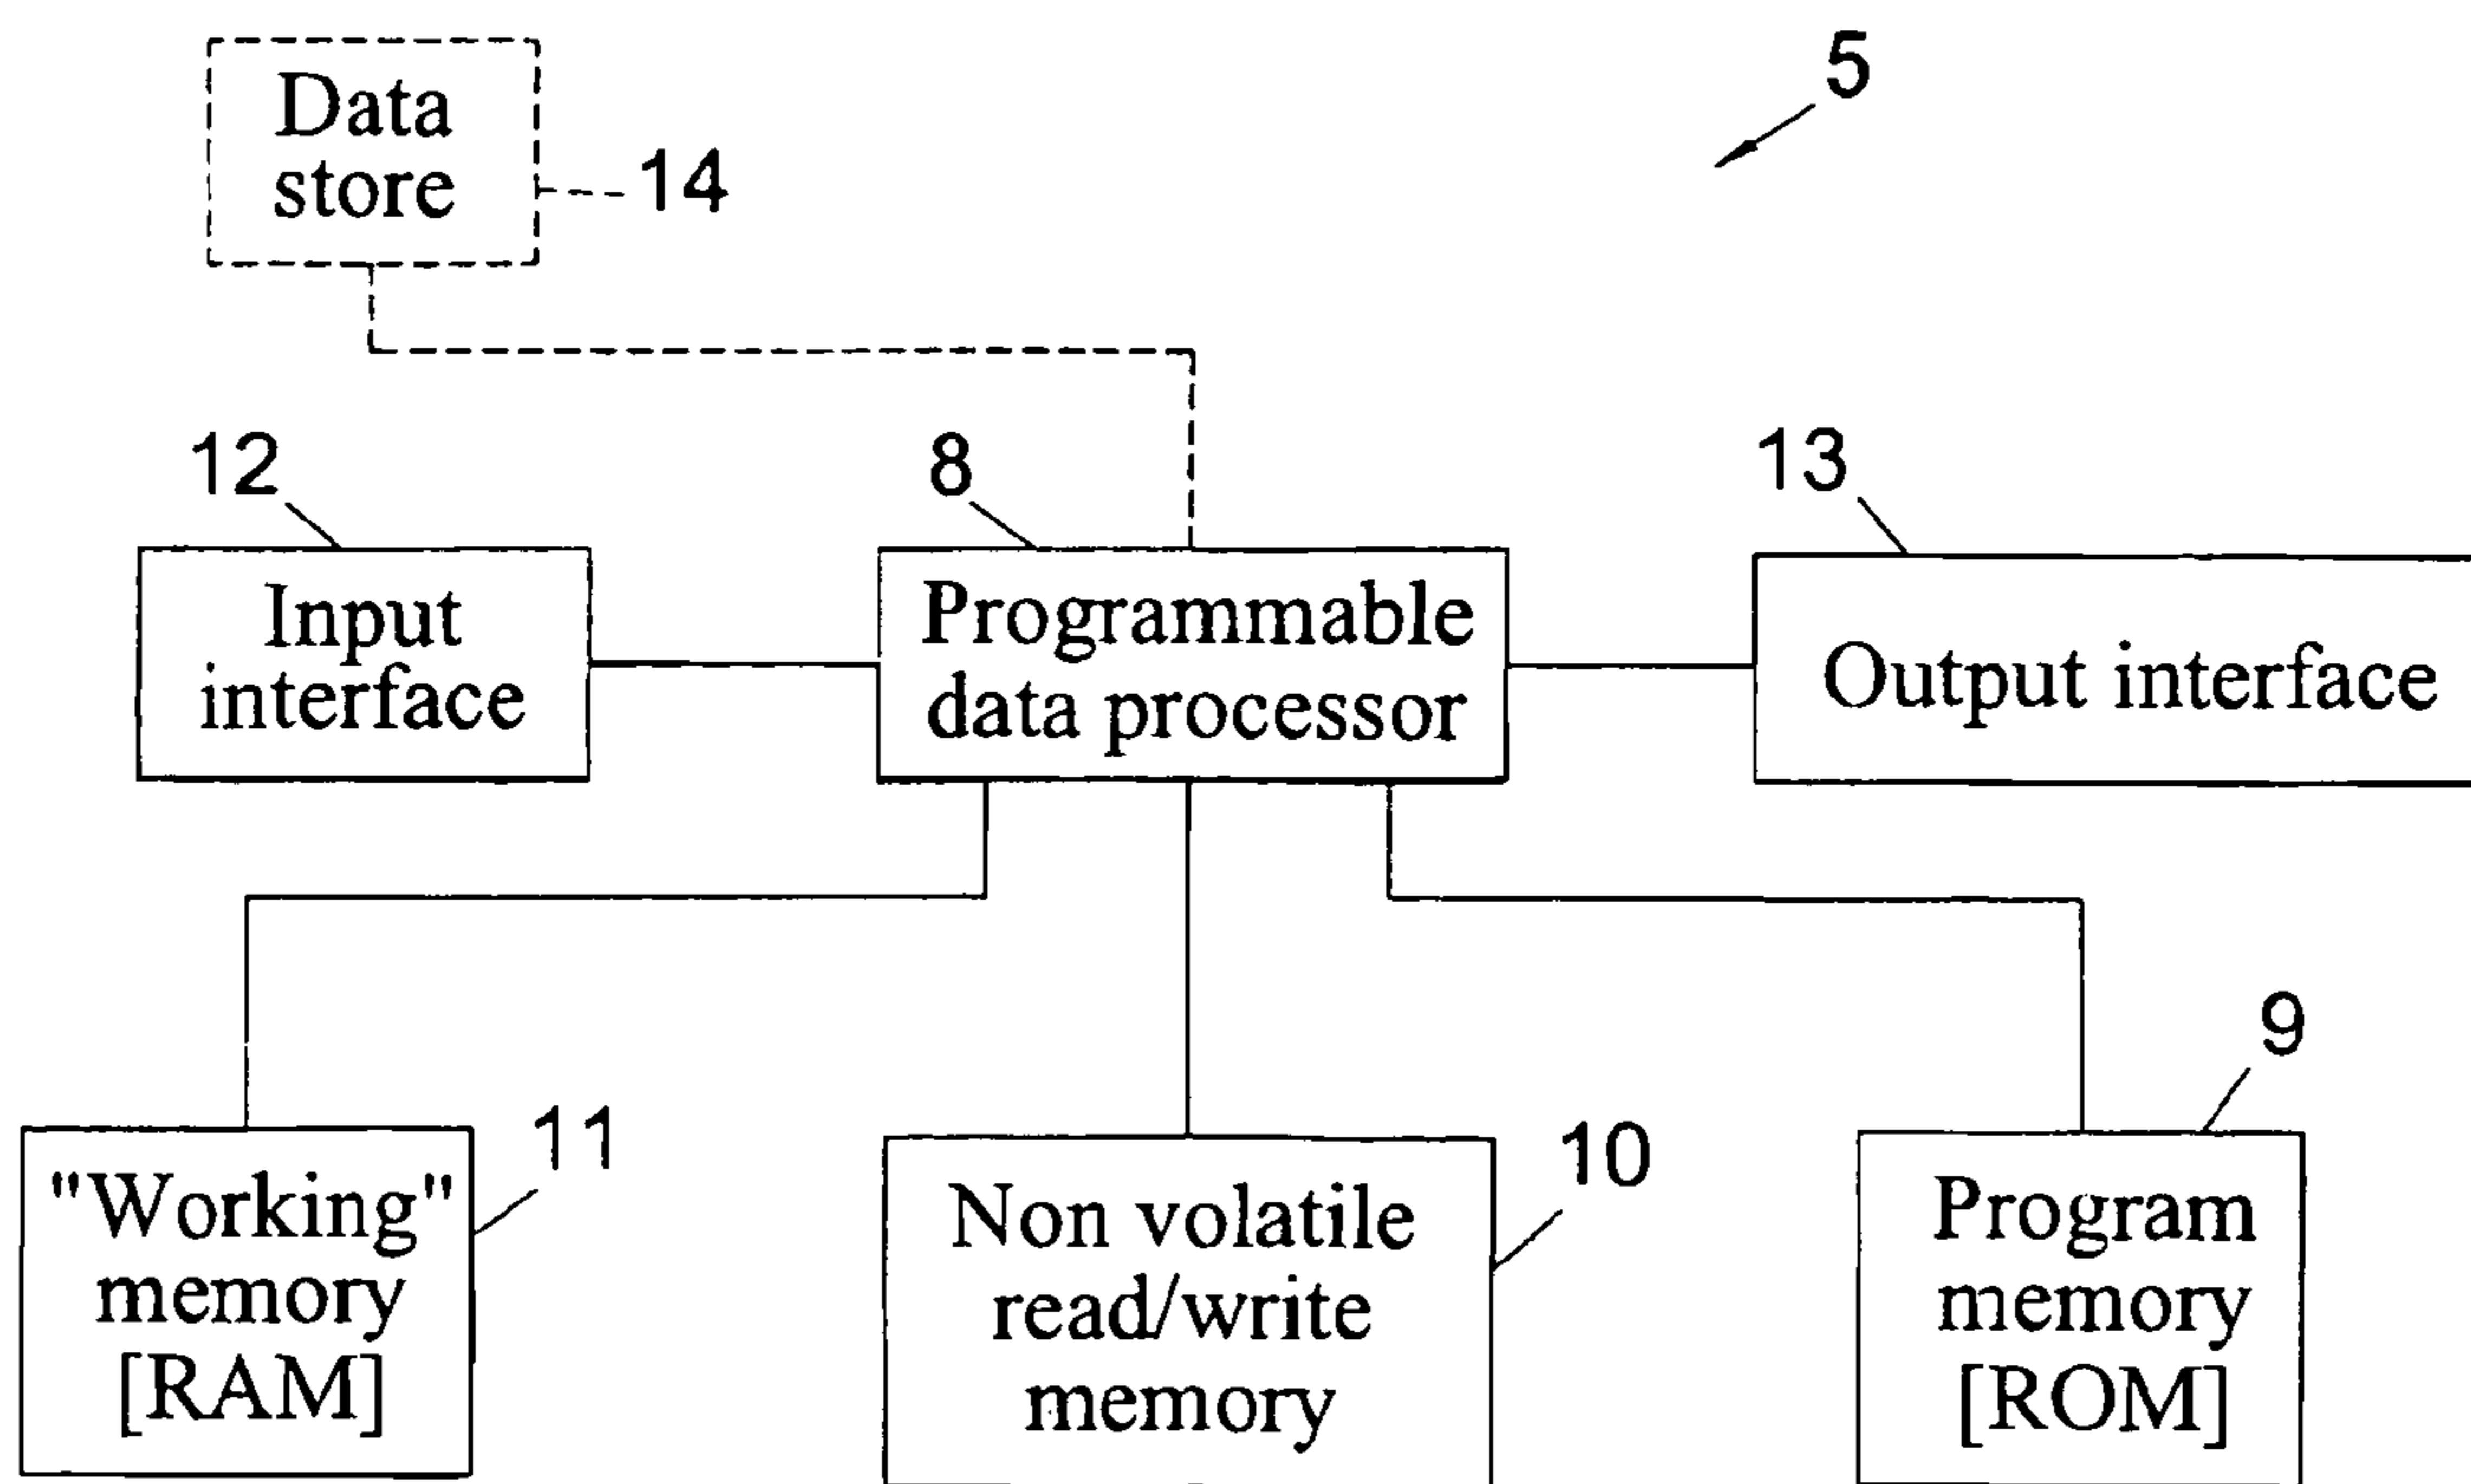 Data
store
14
5
12
8
13
Input
interface
Programmable
data processor
Output interface
9
11
10
"Working"
memory
[RAM]
Non volatile
read/write
memory
Program
memory
[ROM]